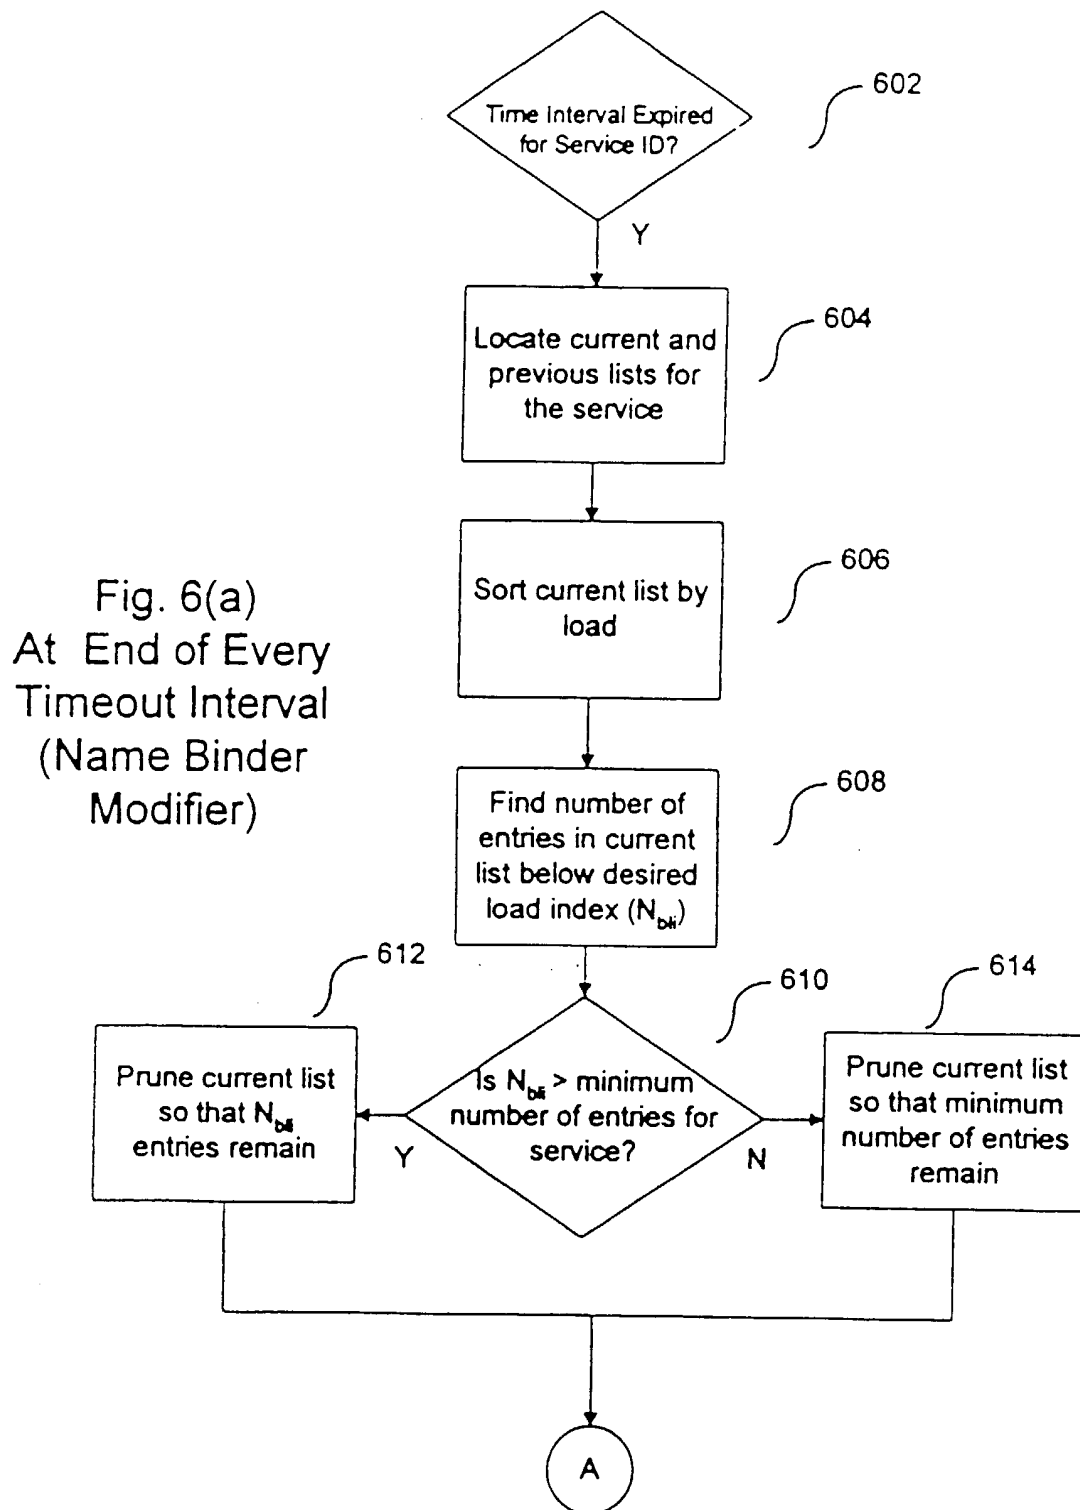 Time Interval Expired
for Service ID?
602
Y
Locate current and
previous lists for
the service
604
Sort current list by
load
606
Fig. 6(a)
At End of Every
Timeout Interval
(Name Binder
Modifier)
Find number of
entries in current
list below desired
load index (Nbli)
608
612
Prune current list
so that Nbli
entries remain
610
Is Nbli > minimum
number of entries for
service?
Y
N
614
Prune current list
so that minimum
number of entries
remain
A